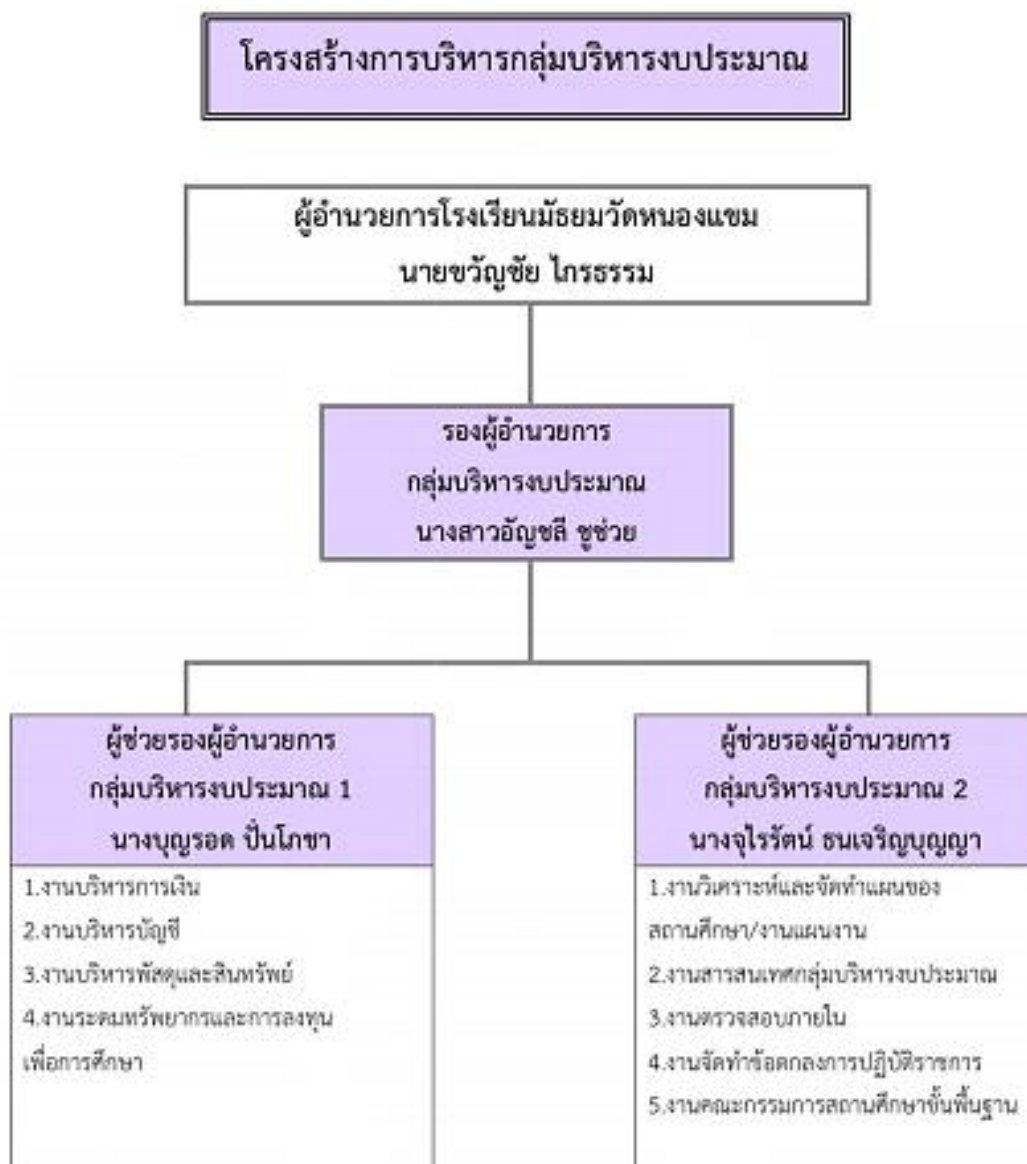 โครงสร้างการบริหารกลุ่มบริหารงบประมาณ
ผู้อำนวยการโรงเรียนมัธยมวัดหนองแขม
นายขวัญชัย ไกรธรรม
รองผู้อำนวยการ
กลุ่มบริหารงบประมาณ
นางสาวอัญชลี ชูช่วย
ผู้ช่วยรองผู้อำนวยการ
กลุ่มบริหารงบประมาณ 1
นางบุญรอด ปิ่นโภชา
1.งานบริหารการเงิน
2.งานบริหารบัญชี
3.งานบริหารพัสดุและสินทรัพย์
4.งานระดมทรัพยากรและการลงทุน
เพื่อการศึกษา
ผู้ช่วยรองผู้อำนวยการ
กลุ่มบริหารงบประมาณ 2
นางจุไรรัตน์ ธนเจริญบุญญา
1.งานวิเคราะห์และจัดทำแผนของ
สถานศึกษา/งานแผนงาน
2.งานสารสนเทศกลุ่มบริหารงบประมาณ
3.งานตรวจสอบภายใน
4.งานจัดทำข้อตกลงการปฏิบัติราชการ
5.งานคณะกรรมการสถานศึกษาขั้นพื้นฐาน